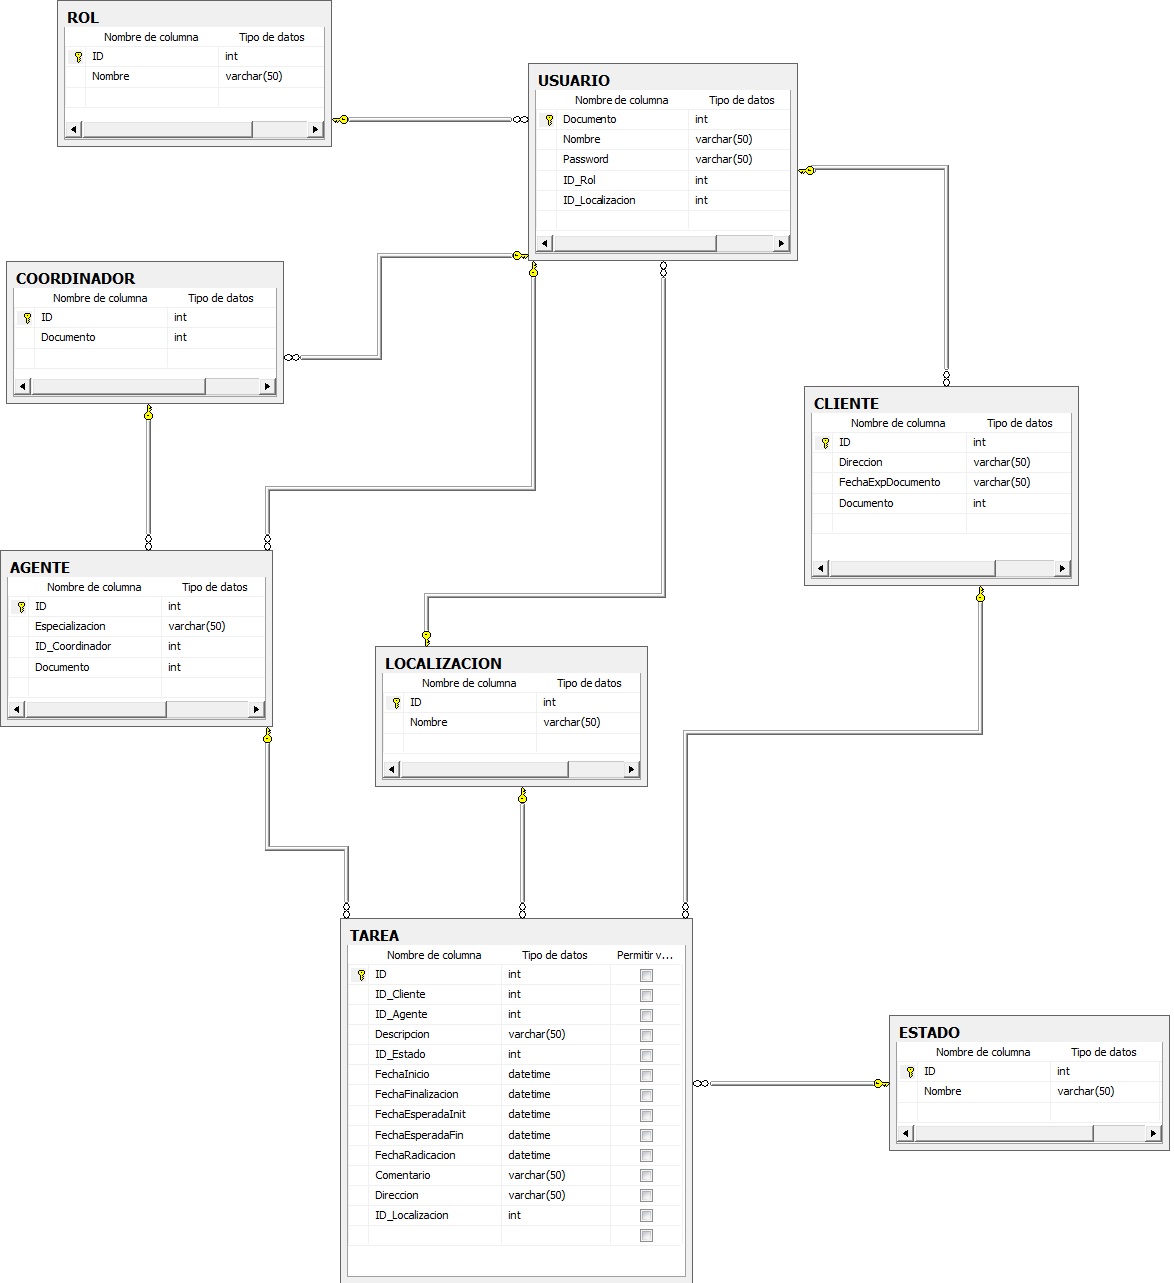 ROL
Nombre de columna Tipo de datos
ID int
Nombre varchar(50)
USUARIO
Nombre de columna Tipo de datos
Documento int
Nombre varchar(50)
Password varchar(50)
ID_Rol int
ID_Localizacion int
COORDINADOR
Nombre de columna Tipo de datos
ID int
Documento int
CLIENTE
Nombre de columna Tipo de datos
ID int
Direccion varchar(50)
FechaExpDocumento varchar(50)
Documento int
AGENTE
Nombre de columna Tipo de datos
ID int
Especializacion varchar(50)
ID_Coordinador int
Documento int
LOCALIZACION
Nombre de columna Tipo de datos
ID int
Nombre varchar(50)
TAREA
Nombre de columna Tipo de datos Permitir v...
ID int
ID_Cliente int
ID_Agente int
Descripcion varchar(50)
ID_Estado int
FechaInicio datetime
FechaFinalizacion datetime
FechaEsperadaInit datetime
FechaEsperadaFin datetime
FechaRadicacion datetime
Comentario varchar(50)
Direccion varchar(50)
ID_Localizacion int
ESTADO
Nombre de columna Tipo de datos
ID int
Nombre varchar(50)